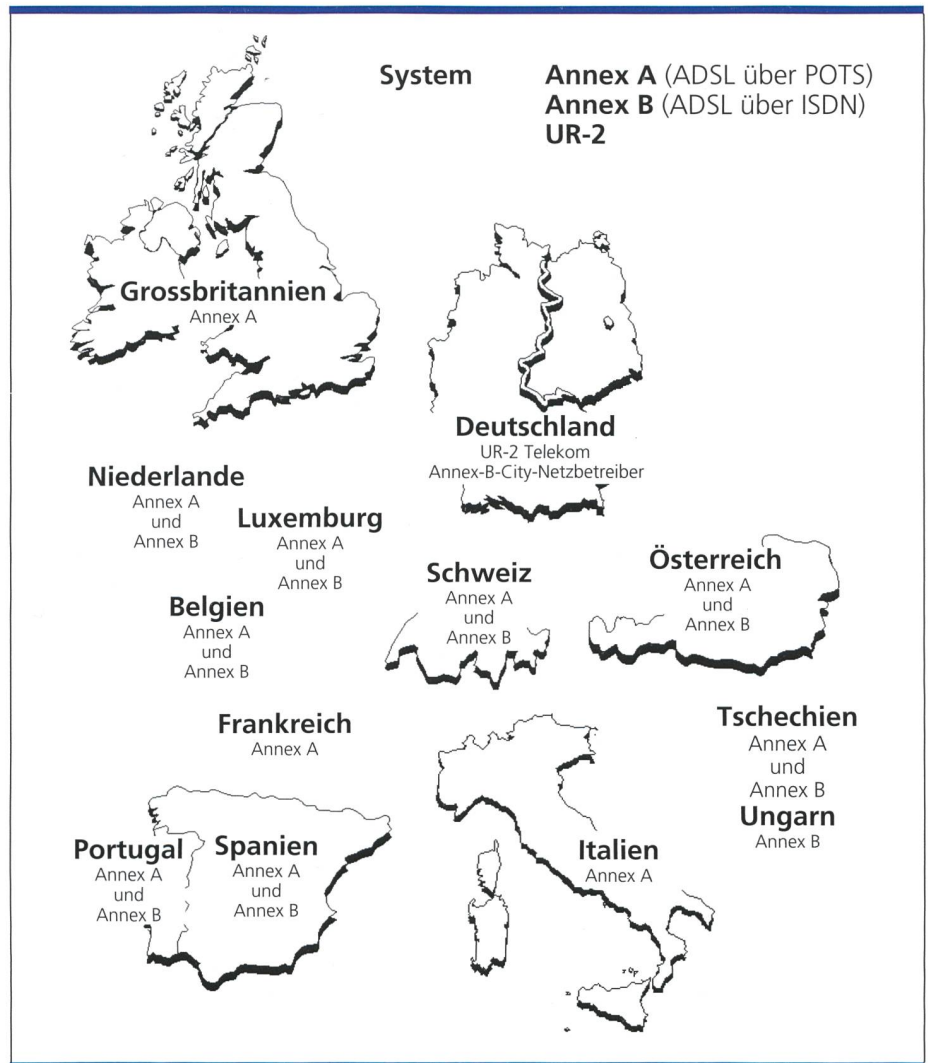 System
Annex A (ADSL über POTS)
Annex B (ADSL über ISDN)
UR-2
Grossbritannien
Annex A
Deutschland
UR-2 Telekom
Annex-B-City-Netzbetreiber
Niederlande
Annex A
und
Annex B
Luxemburg
Annex A
und
Annex B
Belgien
Annex A
und
Annex B
Schweiz
Annex A
und
Annex B
Österreich
Annex A
und
Annex B
Frankreich
Annex A
Tschechien
Annex A
und
Annex B
Ungarn
Annex B
Portugal
Annex A
und
Annex B
Spanien
Annex A
und
Annex B
Italien
Annex A